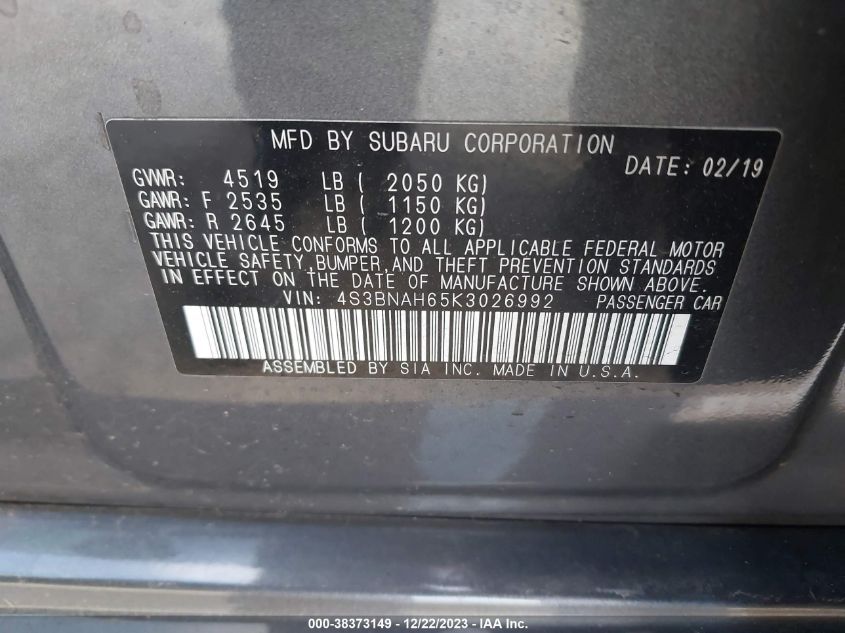 MFD BY SUBARU CORPORATION
DATE: 02/19
GVWR: 4519 LB ( 2050 KG)
GAWR: F 2535 LB ( 1150 KG)
GAWR: R 2645 LB ( 1200 KG)
THIS VEHICLE CONFORMS TO ALL APPLICABLE FEDERAL MOTOR
VEHICLE SAFETY, BUMPER, AND THEFT PREVENTION STANDARDS
IN EFFECT ON THE DATE OF MANUFACTURE SHOWN ABOVE.
VIN: 4S3BNAH65K3026992 PASSENGER CAR
ASSEMBLED BY SIA INC. MADE IN U.S.A.
000-38373149 - 12/22/2023 - IAA Inc.